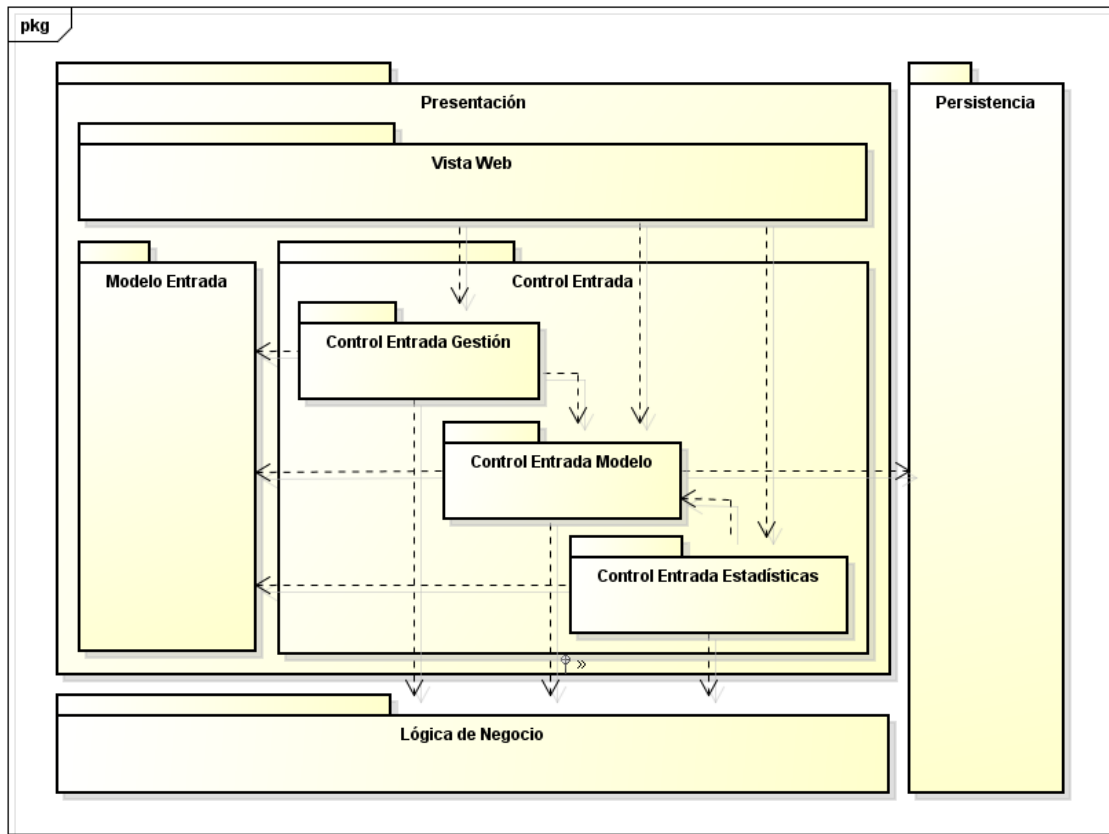 pkg
Presentación
Persistencia
Vista Web
Modelo Entrada
Control Entrada
Control Entrada Gestión
Control Entrada Modelo
Control Entrada Estadísticas
Lógica de Negocio